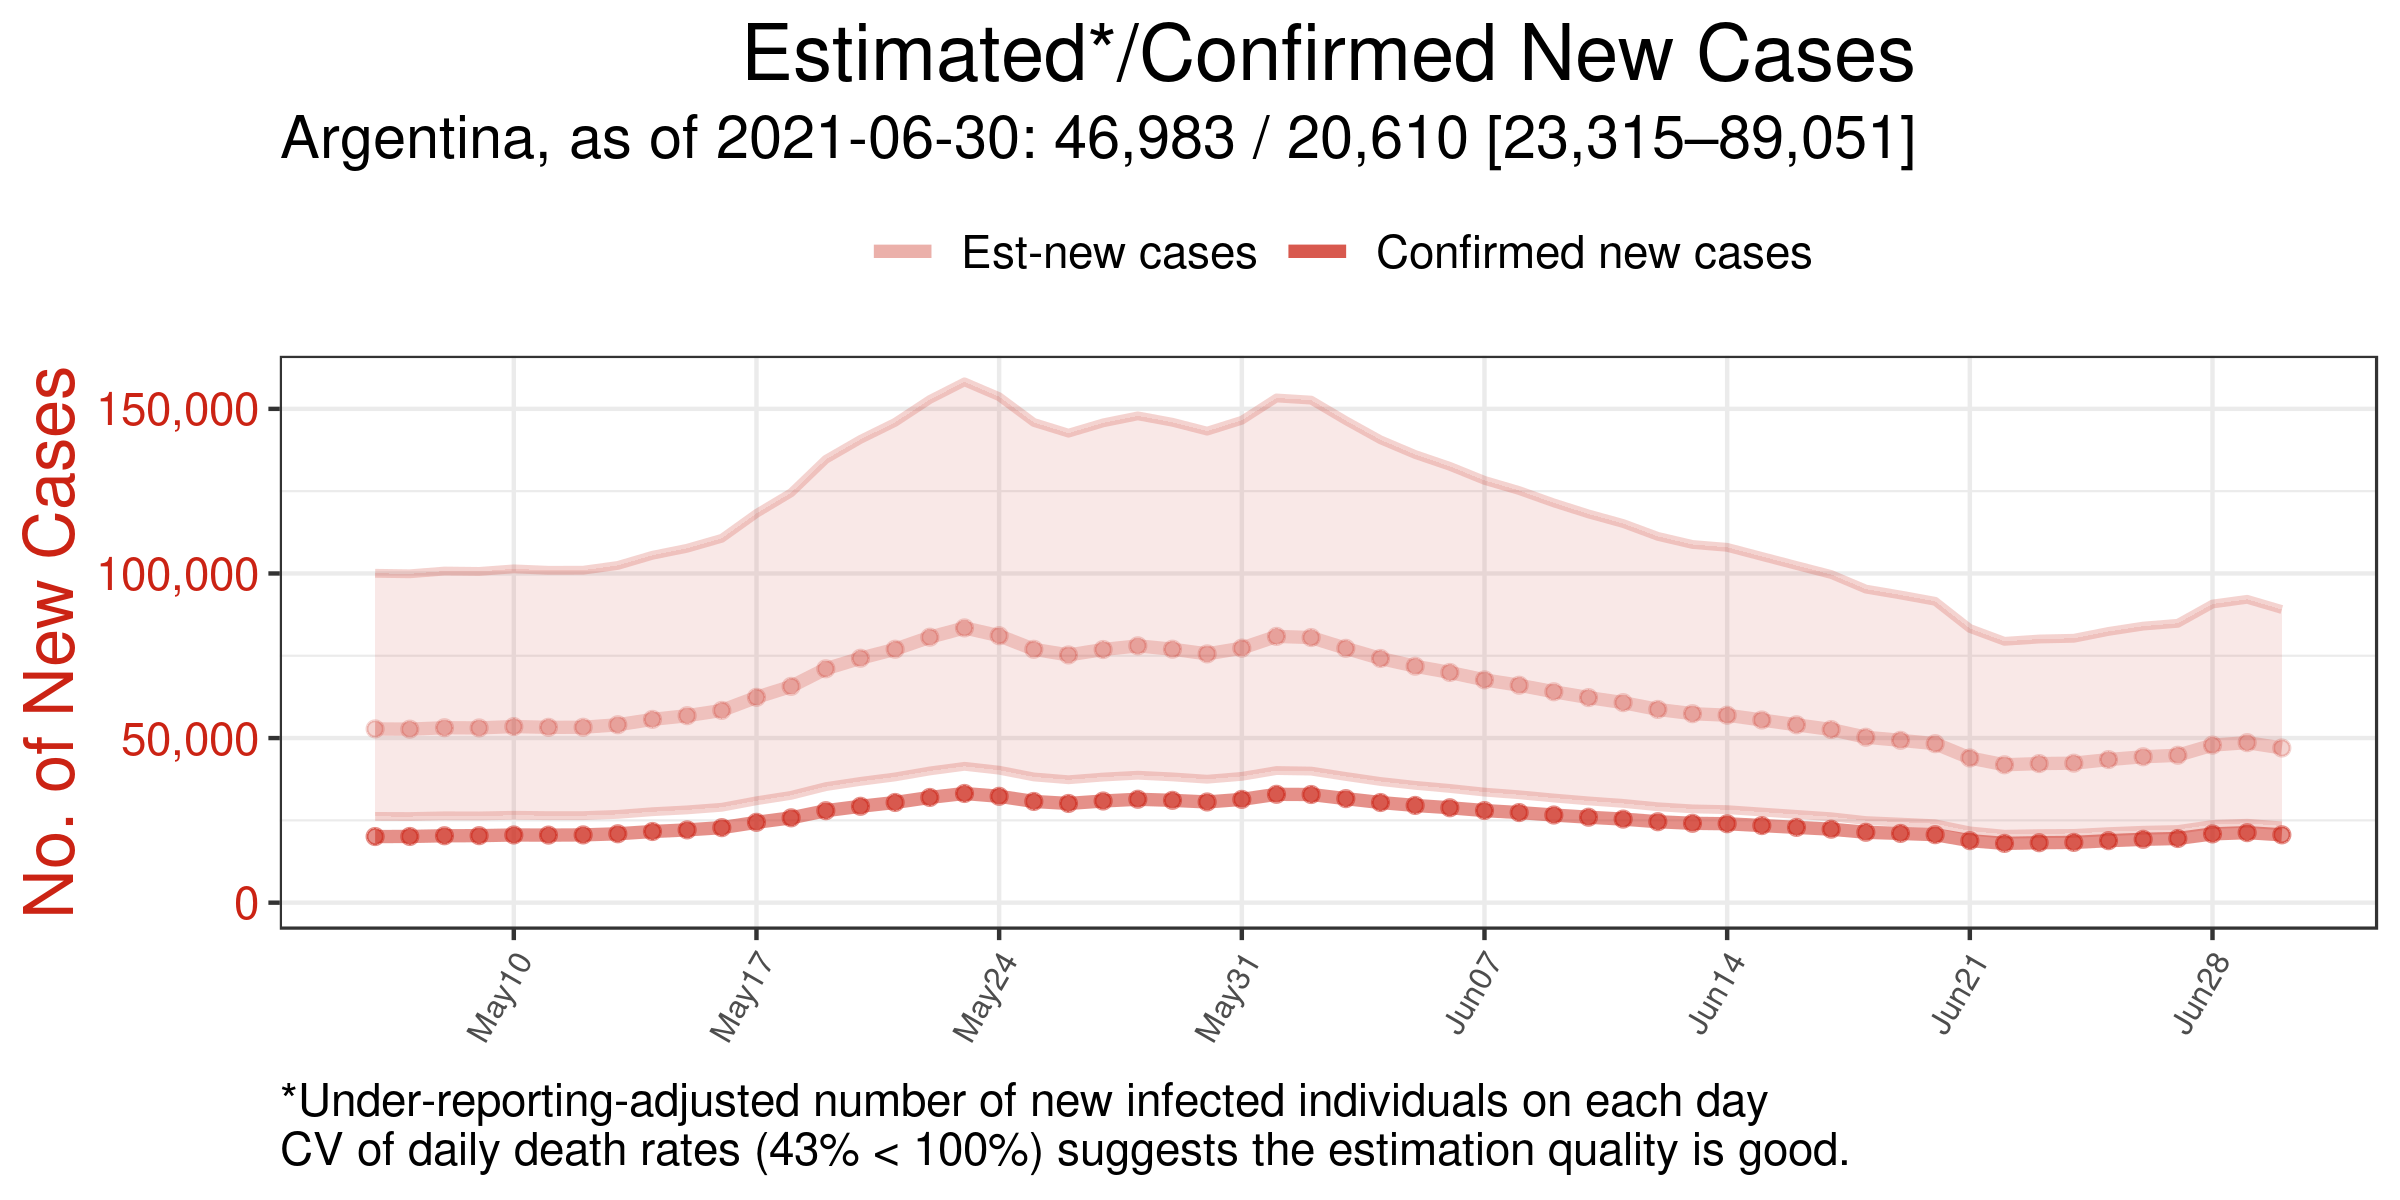 Estimated*/Confirmed New Cases
Argentina, as of 2021-06-30: 46,983 / 20,610 [23,315–89,051]
Est-new cases
Confirmed new cases
No. of New Cases
150,000
100,000
50,000
0
May10
May17
May24
May31
Jun07
Jun14
Jun21
Jun28
*Under-reporting-adjusted number of new infected individuals on each day
CV of daily death rates (43% < 100%) suggests the estimation quality is good.